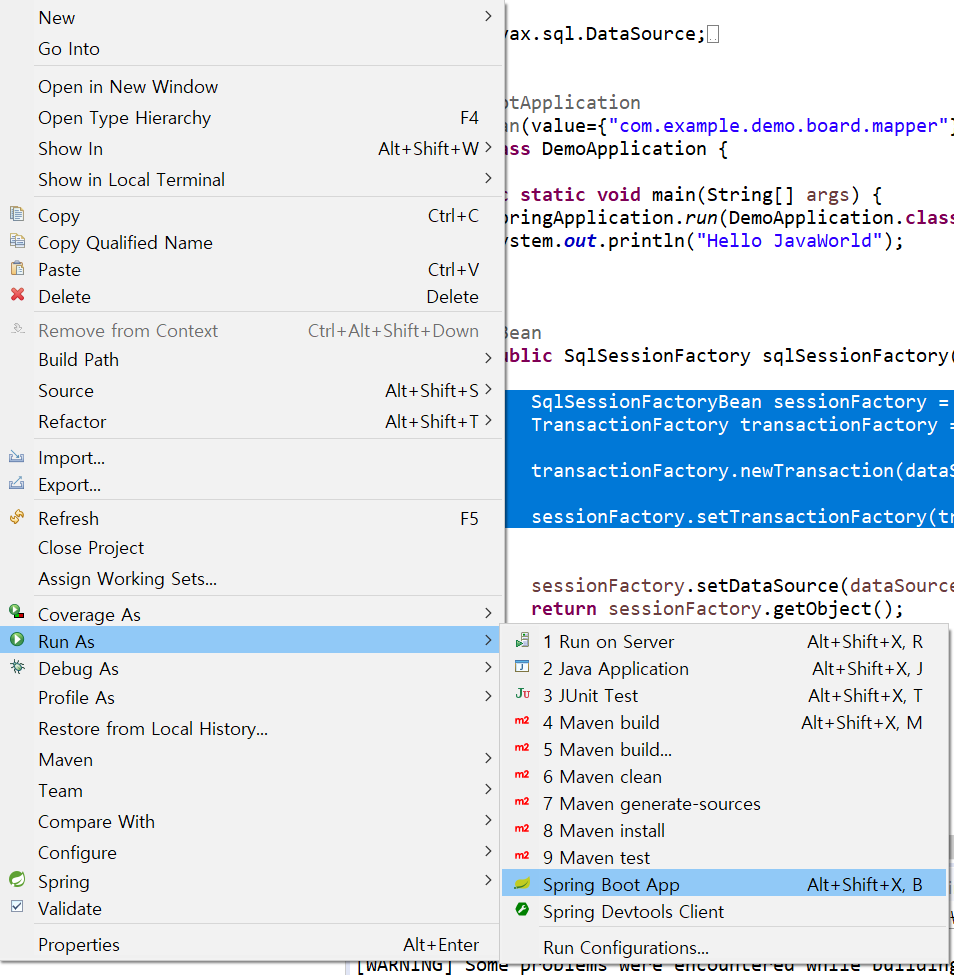 New
Go Into
Open in New Window
Open Type Hierarchy F4
Show In Alt+Shift+W
Show in Local Terminal
Copy Ctrl+C
Copy Qualified Name
Paste Ctrl+V
Delete Delete
Remove from Context Ctrl+Alt+Shift+Down
Build Path
Source Alt+Shift+S
Refactor Alt+Shift+T
Import...
Export...
Refresh F5
Close Project
Assign Working Sets...
Coverage As
Run As
Debug As
Profile As
Restore from Local History...
Maven
Team
Compare With
Configure
Spring
Validate
Properties Alt+Enter
vax.sql.DataSource;
otApplication
an(value={"com.example.demo.board.mapper"}
ass DemoApplication {
c static void main(String[] args) {
pringApplication.run(DemoApplication.class
ystem.out.println("Hello JavaWorld");
Bean
ublic SqlSessionFactory sqlSessionFactory(
SqlSessionFactoryBean sessionFactory =
TransactionFactory transactionFactory =
transactionFactory.newTransaction(dataS
sessionFactory.setTransactionFactory(tr
sessionFactory.setDataSource(dataSource
return sessionFactory.getObject();
1 Run on Server Alt+Shift+X, R
2 Java Application Alt+Shift+X, J
3 JUnit Test Alt+Shift+X, T
4 Maven build Alt+Shift+X, M
5 Maven build...
6 Maven clean
7 Maven generate-sources
8 Maven install
9 Maven test
Spring Boot App Alt+Shift+X, B
Spring Devtools Client
Run Configurations...
[WARNING] Some problems were encountered while building